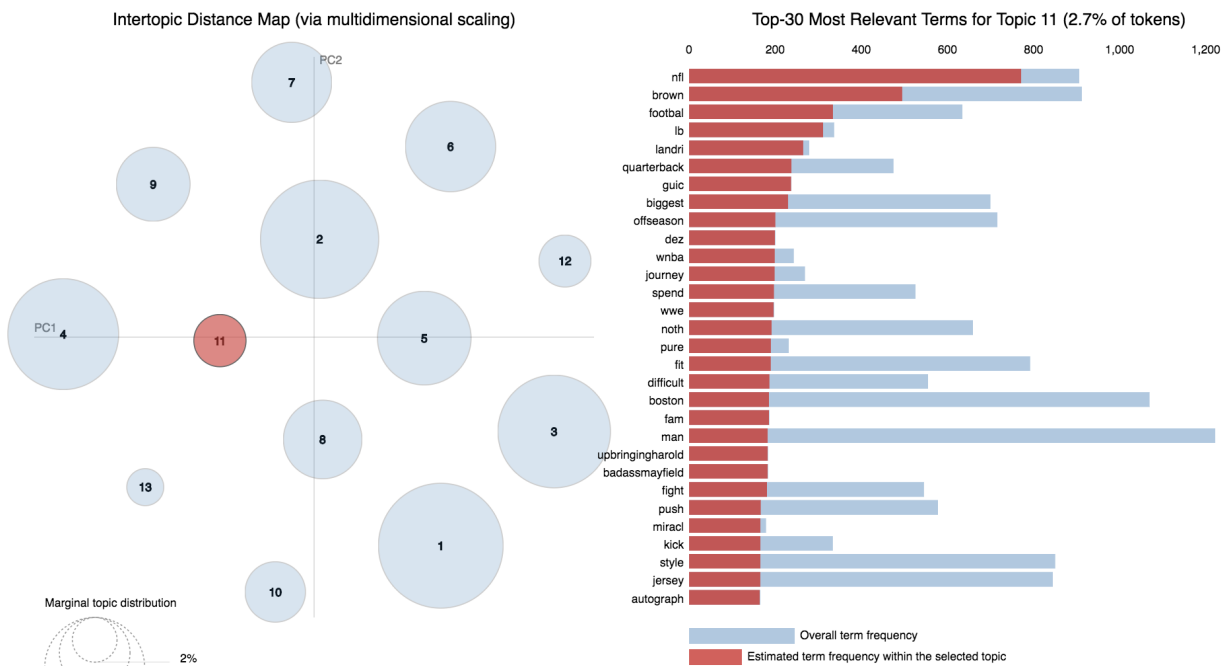 Intertopic Distance Map (via multidimensional scaling)
PC2
7
6
9
2
12
PC1
4
11
5
3
8
13
1
10
Marginal topic distribution
2%
Top-30 Most Relevant Terms for Topic 11 (2.7% of tokens)
0 200 400 600 800 1,000 1,200
nfl
brown
footbal
lb
landri
quarterback
guic
biggest
offseason
dez
wnba
journey
spend
wwe
noth
pure
fit
difficult
boston
fam
man
upbringingharold
badassmayfield
fight
push
miracl
kick
style
jersey
autograph
Overall term frequency
Estimated term frequency within the selected topic